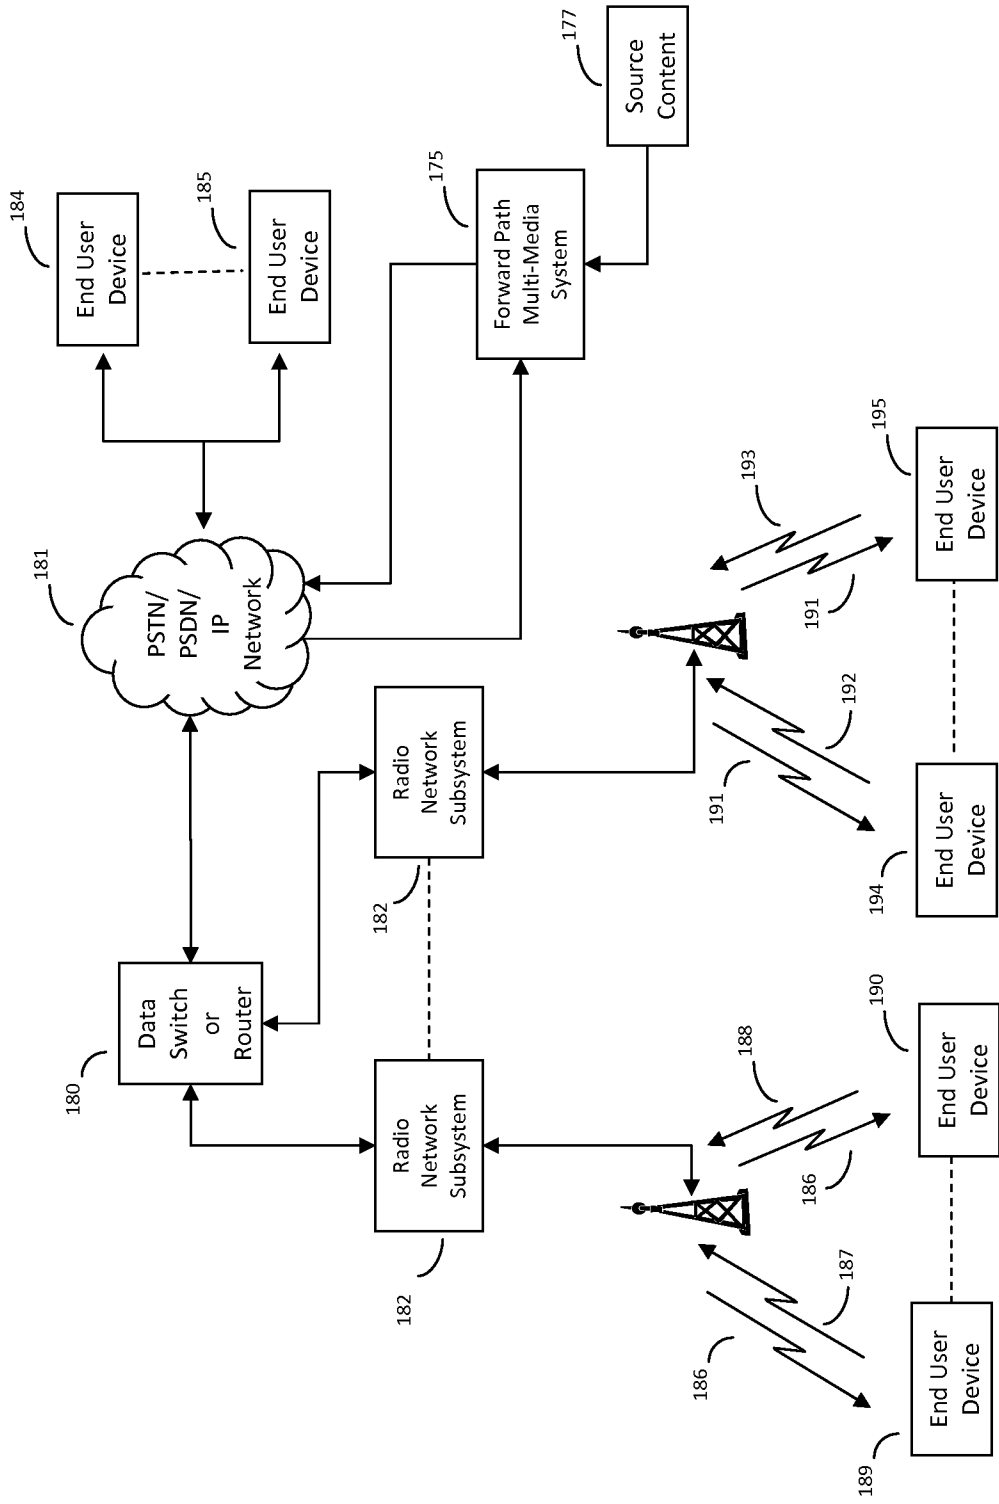 180
Data
Switch
or
Router
181
PSTN/
PSDN/
IP
Network
184
End User
Device
185
End User
Device
182
Radio
Network
Subsystem
182
Radio
Network
Subsystem
175
Forward Path
Multi-Media
System
177
Source
Content
186
187
186
188
191
192
191
193
189
End User
Device
190
End User
Device
194
End User
Device
195
End User
Device